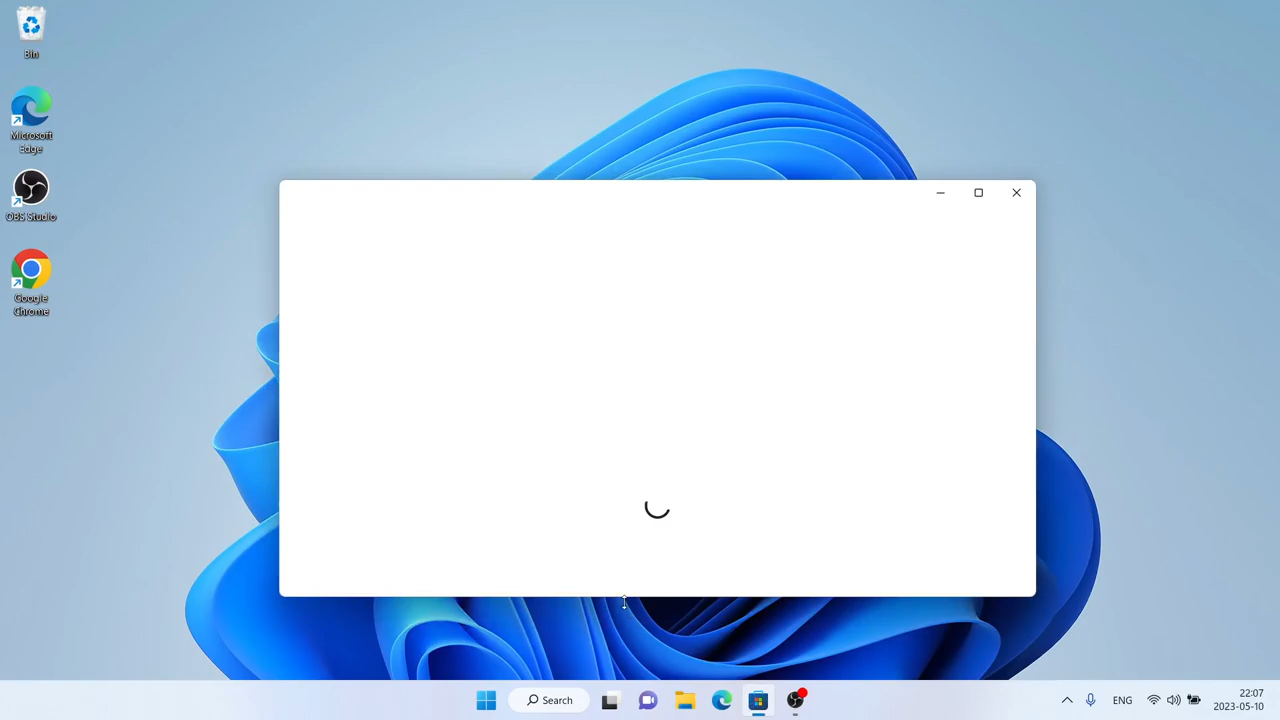 Bin
Microsoft
Edge
OBS Studio
Google
Chrome
Search
ENG
22:07
2023-05-10